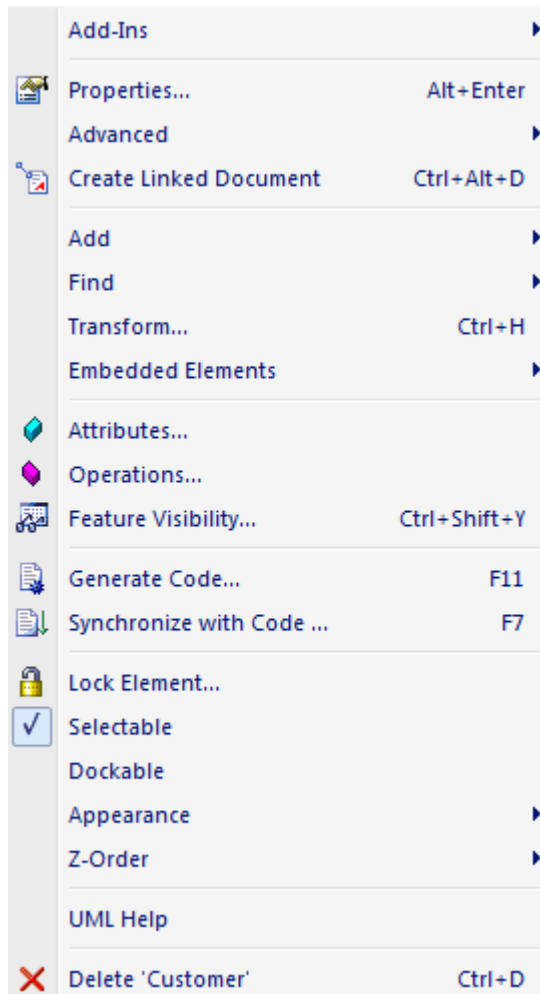 Add-Ins
Properties... Alt+Enter
Advanced
Create Linked Document Ctrl+Alt+D
Add
Find
Transform... Ctrl+H
Embedded Elements
Attributes...
Operations...
Feature Visibility... Ctrl+Shift+Y
Generate Code... F11
Synchronize with Code ... F7
Lock Element...
Selectable
Dockable
Appearance
Z-Order
UML Help
Delete 'Customer' Ctrl+D